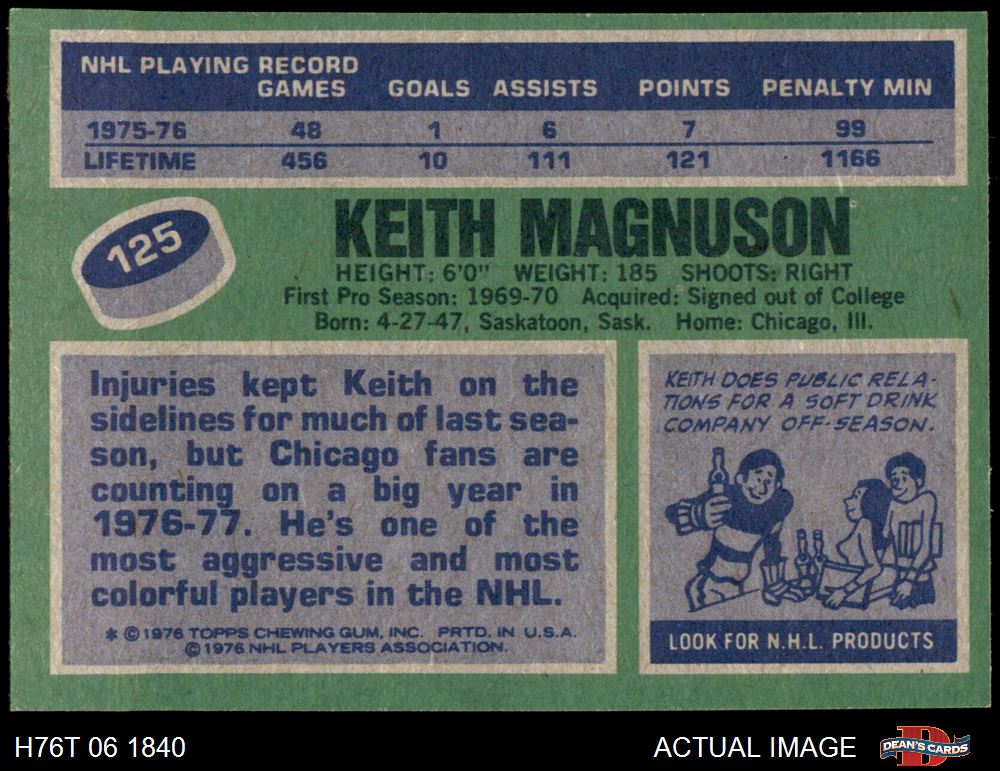 NHL PLAYING RECORD
GAMES GOALS ASSISTS POINTS PENALTY MIN
1975-76 48 1 6 7 99
LIFETIME 456 10 111 121 1166
125
KEITH MAGNUSON
HEIGHT: 6'0" WEIGHT: 185 SHOOTS: RIGHT
First Pro Season: 1969-70 Acquired: Signed out of College
Born: 4-27-47, Saskatoon, Sask. Home: Chicago, Ill.
Injuries kept Keith on the
sidelines for much of last sea-
son, but Chicago fans are
counting on a big year in
1976-77. He's one of the
most aggressive and most
colorful players in the NHL.
* © 1976 TOPPS CHEWING GUM, INC. PRTD. IN U.S.A.
© 1976 NHL PLAYERS ASSOCIATION.
KEITH DOES PUBLIC RELA-
TIONS FOR A SOFT DRINK
COMPANY OFF-SEASON.
LOOK FOR N.H.L. PRODUCTS
H76T 06 1840
ACTUAL IMAGE
DEAN'S CARDS